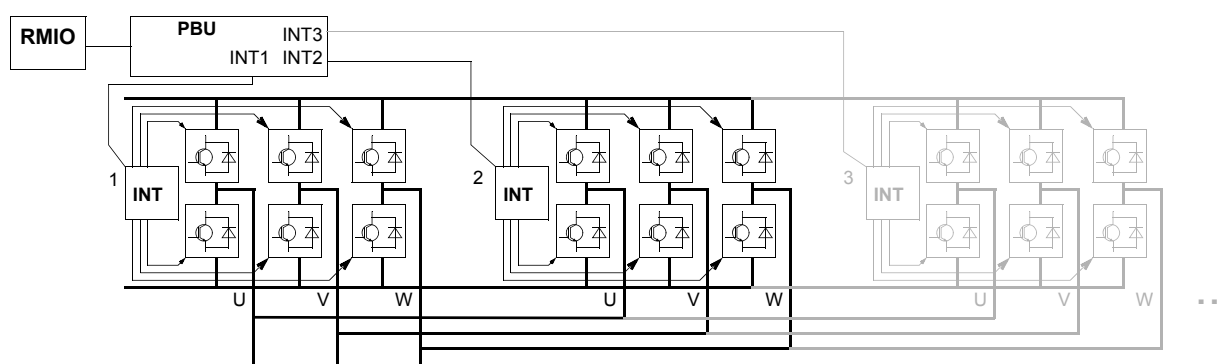 RMIO
PBU
INT3
INT1 INT2
1 INT
2 INT
3 INT
U V W
U V W
U V W
..